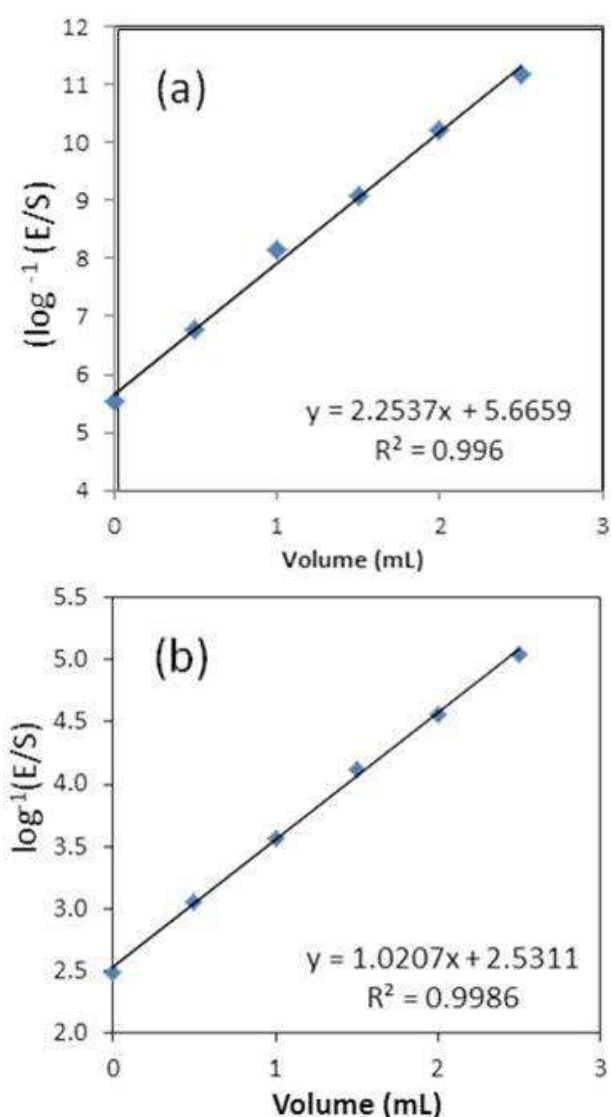 12
(a)
11
10
9
8
7
6
5
4
(log ⁻¹ (E/S)
y = 2.2537x + 5.6659
R² = 0.996
0 1 2 3
Volume (mL)
5.5
(b)
5.0
4.5
4.0
3.5
3.0
2.5
2.0
log⁻¹(E/S)
y = 1.0207x + 2.5311
R² = 0.9986
0 1 2 3
Volume (mL)